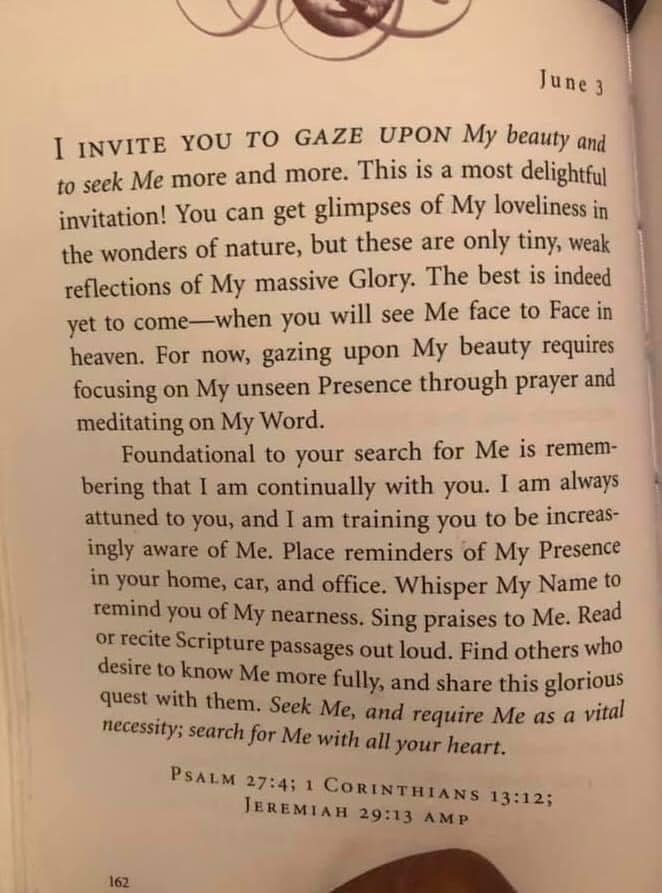 June 3
I INVITE YOU TO GAZE UPON My beauty and
to seek Me more and more. This is a most delightful
invitation! You can get glimpses of My loveliness in
the wonders of nature, but these are only tiny, weak
reflections of My massive Glory. The best is indeed
yet to come—when you will see Me face to Face in
heaven. For now, gazing upon My beauty requires
focusing on My unseen Presence through prayer and
meditating on My Word.
Foundational to your search for Me is remem-
bering that I am continually with you. I am always
attuned to you, and I am training you to be increas-
ingly aware of Me. Place reminders of My Presence
in your home, car, and office. Whisper My Name to
remind you of My nearness. Sing praises to Me. Read
or recite Scripture passages out loud. Find others who
desire to know Me more fully, and share this glorious
quest with them. Seek Me, and require Me as a vital
necessity; search for Me with all your heart.
PSALM 27:4; 1 CORINTHIANS 13:12;
JEREMIAH 29:13 AMP
162